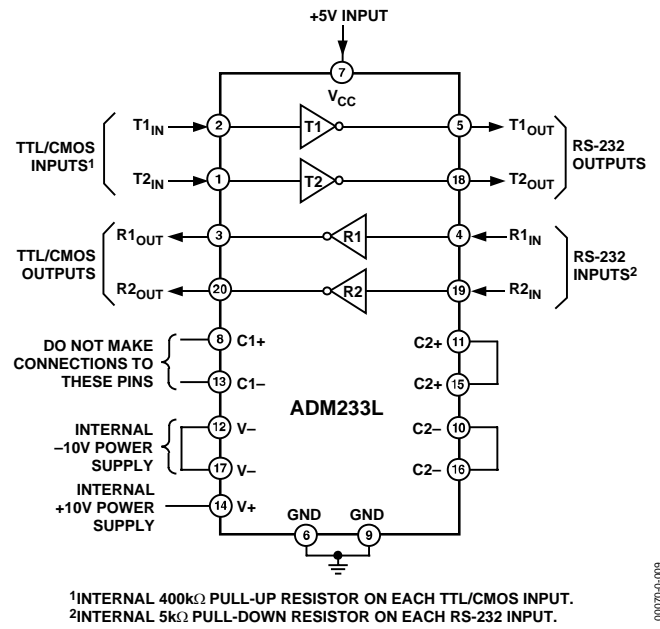 +5V INPUT
7
VCC
T1IN 2 T1 5 T1OUT
TTL/CMOS
INPUTS1
RS-232
OUTPUTS
T2IN 1 T2 18 T2OUT
R1OUT 3 R1 4 R1IN
TTL/CMOS
OUTPUTS
RS-232
INPUTS2
R2OUT 20 R2 19 R2IN
DO NOT MAKE
CONNECTIONS TO
THESE PINS
8 C1+
13 C1–
C2+ 11
C2+ 15
ADM233L
INTERNAL
–10V POWER
SUPPLY
12 V–
17 V–
C2– 10
C2– 16
INTERNAL
+10V POWER
SUPPLY
14 V+
GND GND
6 9
1INTERNAL 400kΩ PULL-UP RESISTOR ON EACH TTL/CMOS INPUT.
2INTERNAL 5kΩ PULL-DOWN RESISTOR ON EACH RS-232 INPUT.
00070-0-009